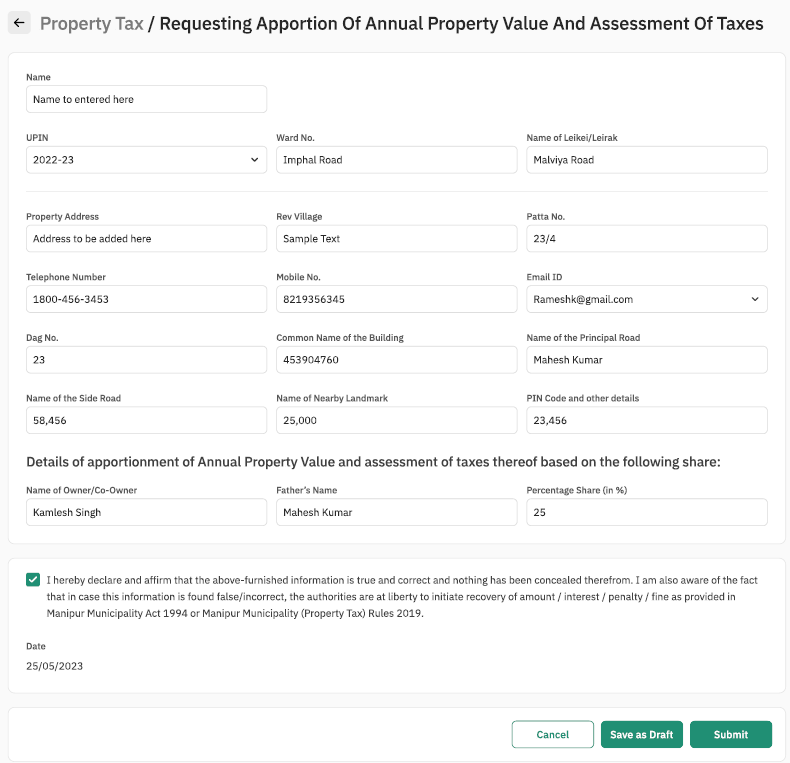 Property Tax / Requesting Apportion Of Annual Property Value And Assessment Of Taxes
Name
Name to entered here
UPIN Ward No. Name of Leikei/Leirak
2022-23 Imphal Road Malviya Road
Property Address Rev Village Patta No.
Address to be added here Sample Text 23/4
Telephone Number Mobile No. Email ID
1800-456-3453 8219356345 Rameshk@gmail.com
Dag No. Common Name of the Building Name of the Principal Road
23 453904760 Mahesh Kumar
Name of the Side Road Name of Nearby Landmark PIN Code and other details
58,456 25,000 23,456
Details of apportionment of Annual Property Value and assessment of taxes thereof based on the following share:
Name of Owner/Co-Owner Father's Name Percentage Share (in %)
Kamlesh Singh Mahesh Kumar 25
I hereby declare and affirm that the above-furnished information is true and correct and nothing has been concealed therefrom. I am also aware of the fact
that in case this information is found false/incorrect, the authorities are at liberty to initiate recovery of amount / interest / penalty / fine as provided in
Manipur Municipality Act 1994 or Manipur Municipality (Property Tax) Rules 2019.
Date
25/05/2023
Cancel Save as Draft Submit